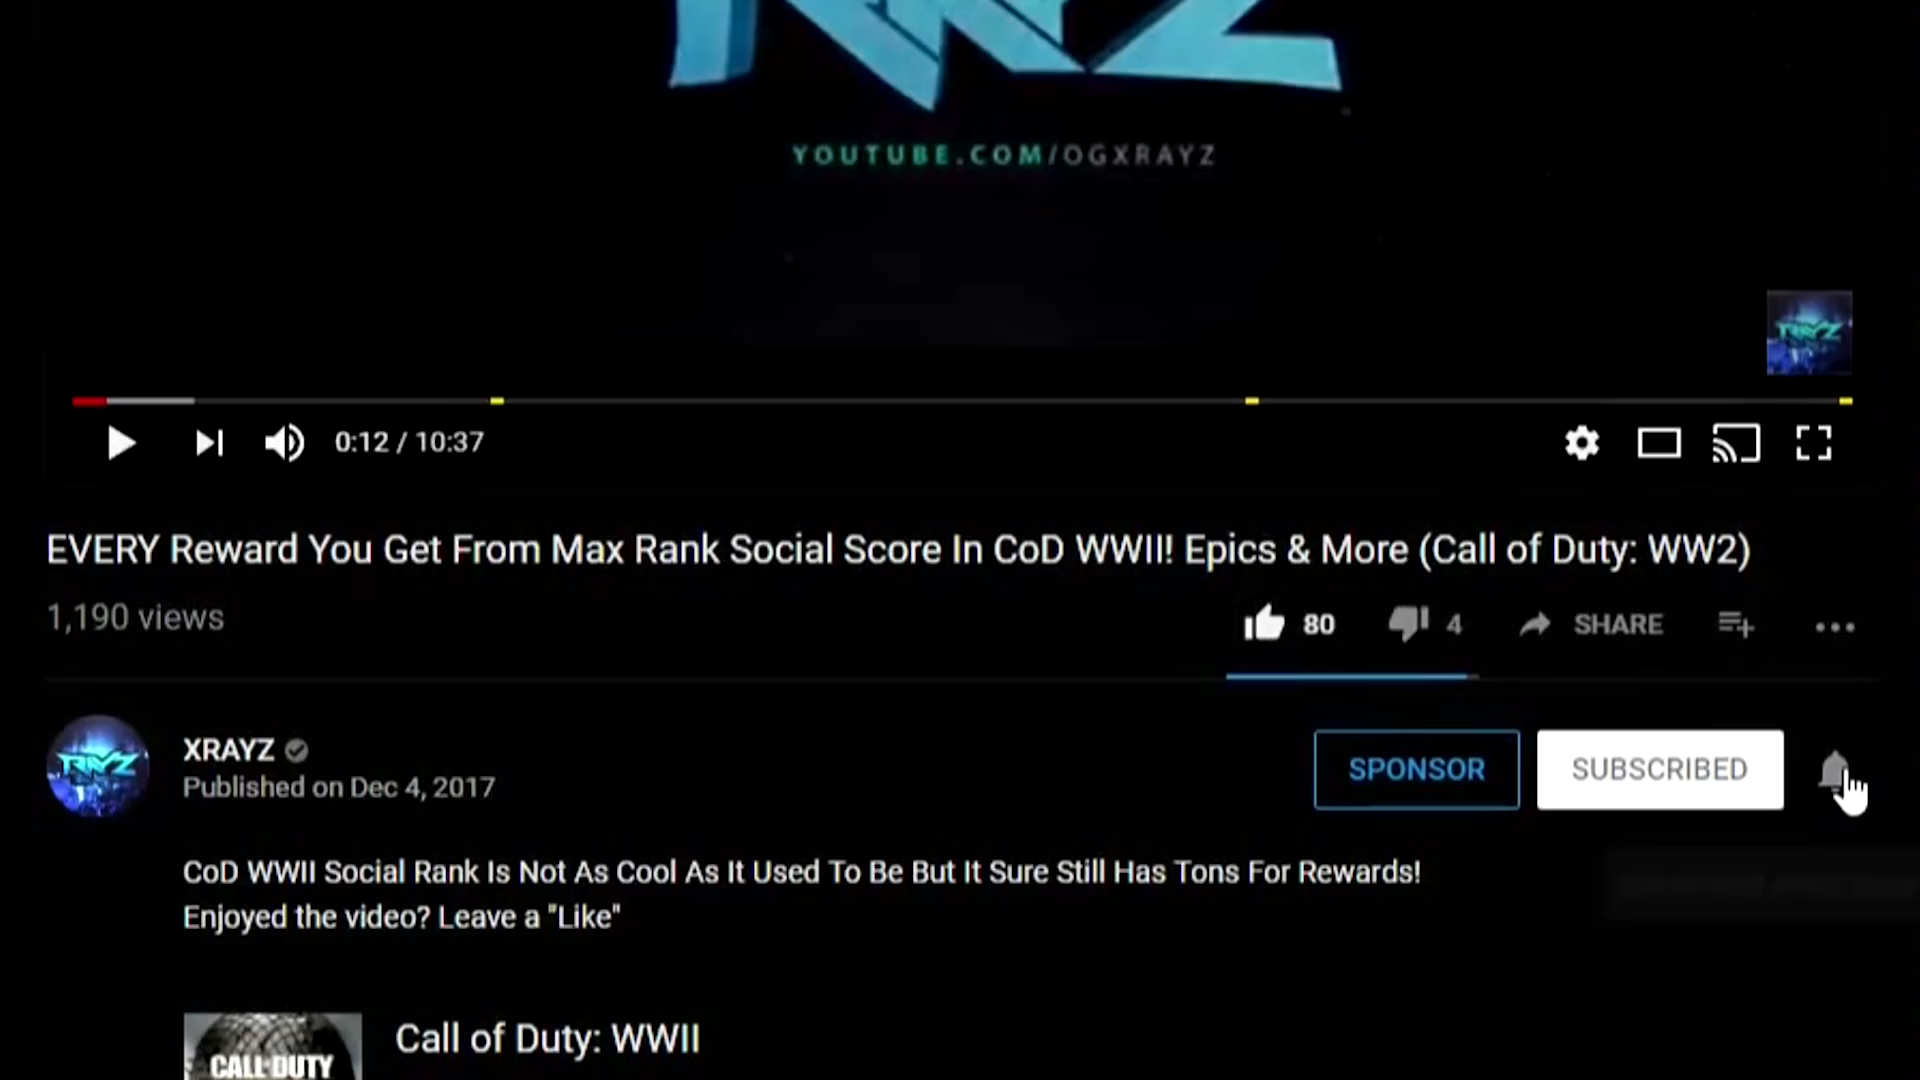 YOUTUBE.COM/OGXRAYZ
0:12 / 10:37
EVERY Reward You Get From Max Rank Social Score In CoD WWII! Epics & More (Call of Duty: WW2)
1,190 views
80
4
SHARE
XRAYZ
Published on Dec 4, 2017
SPONSOR
SUBSCRIBED
CoD WWII Social Rank Is Not As Cool As It Used To Be But It Sure Still Has Tons For Rewards!
Enjoyed the video? Leave a "Like"
Call of Duty: WWII
CALL DUTY